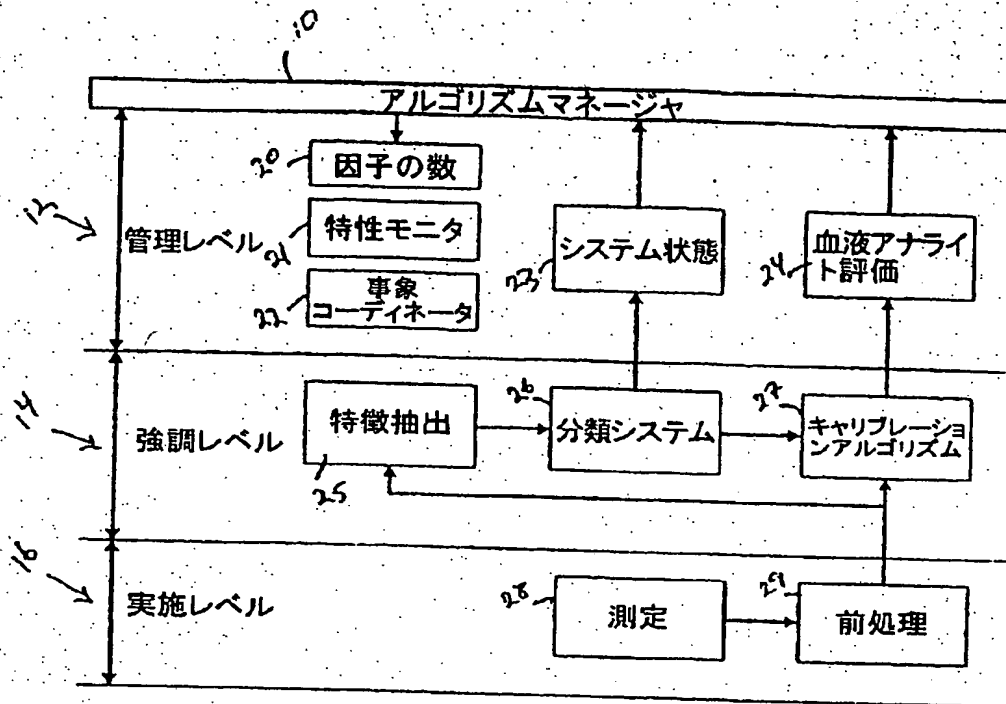 10
アルゴリズムマネージャ
20
因子の数
12
管理レベル
21
特性モニタ
22
事象
コーディネータ
23
システム状態
24
血液アナライ
ト評価
14
強調レベル
特徴抽出
25
26
分類システム
27
キャリブレーショ
ンアルゴリズム
16
実施レベル
28
測定
29
前処理